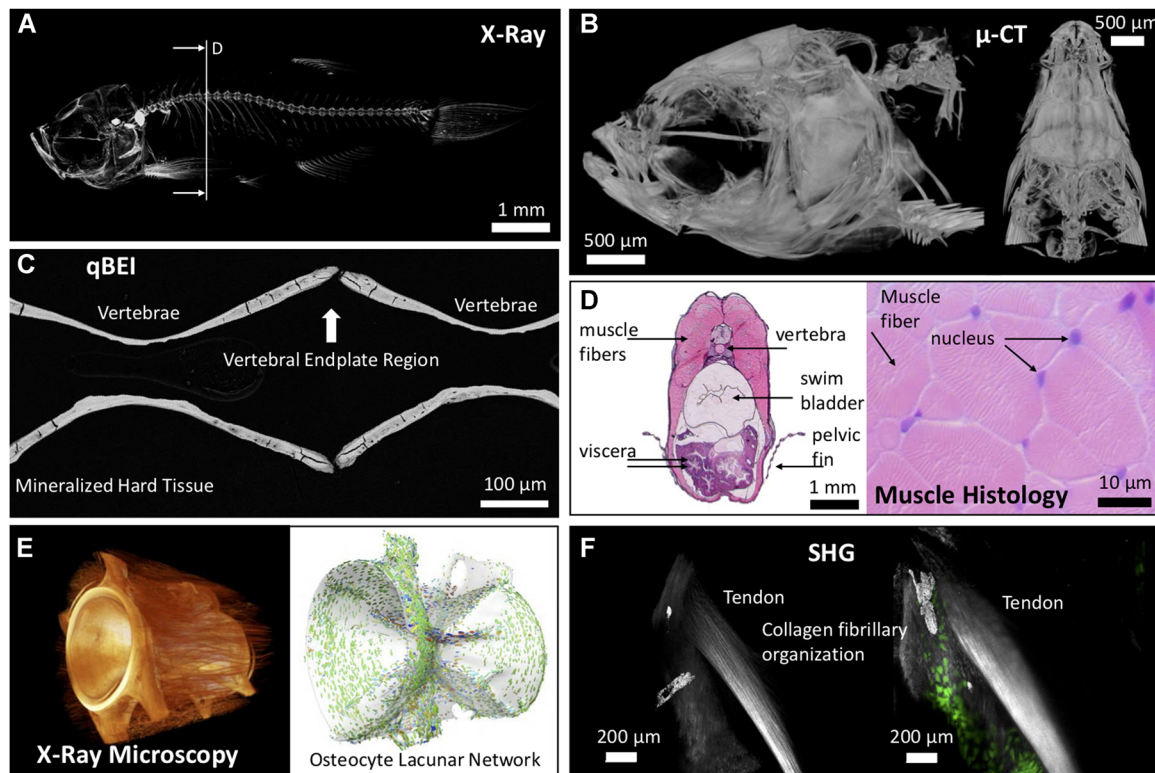 A
X-Ray
D
1 mm
B
μ-CT
500 μm
500 μm
C
qBEI
Vertebrae
Vertebrae
Vertebral Endplate Region
Mineralized Hard Tissue
100 μm
D
muscle
fibers
vertebra
swim
bladder
viscera
pelvic
fin
1 mm
Muscle
fiber
nucleus
Muscle Histology
10 μm
E
X-Ray Microscopy
Osteocyte Lacunar Network
F
SHG
Tendon
Collagen fibrillary
organization
200 μm
Tendon
200 μm